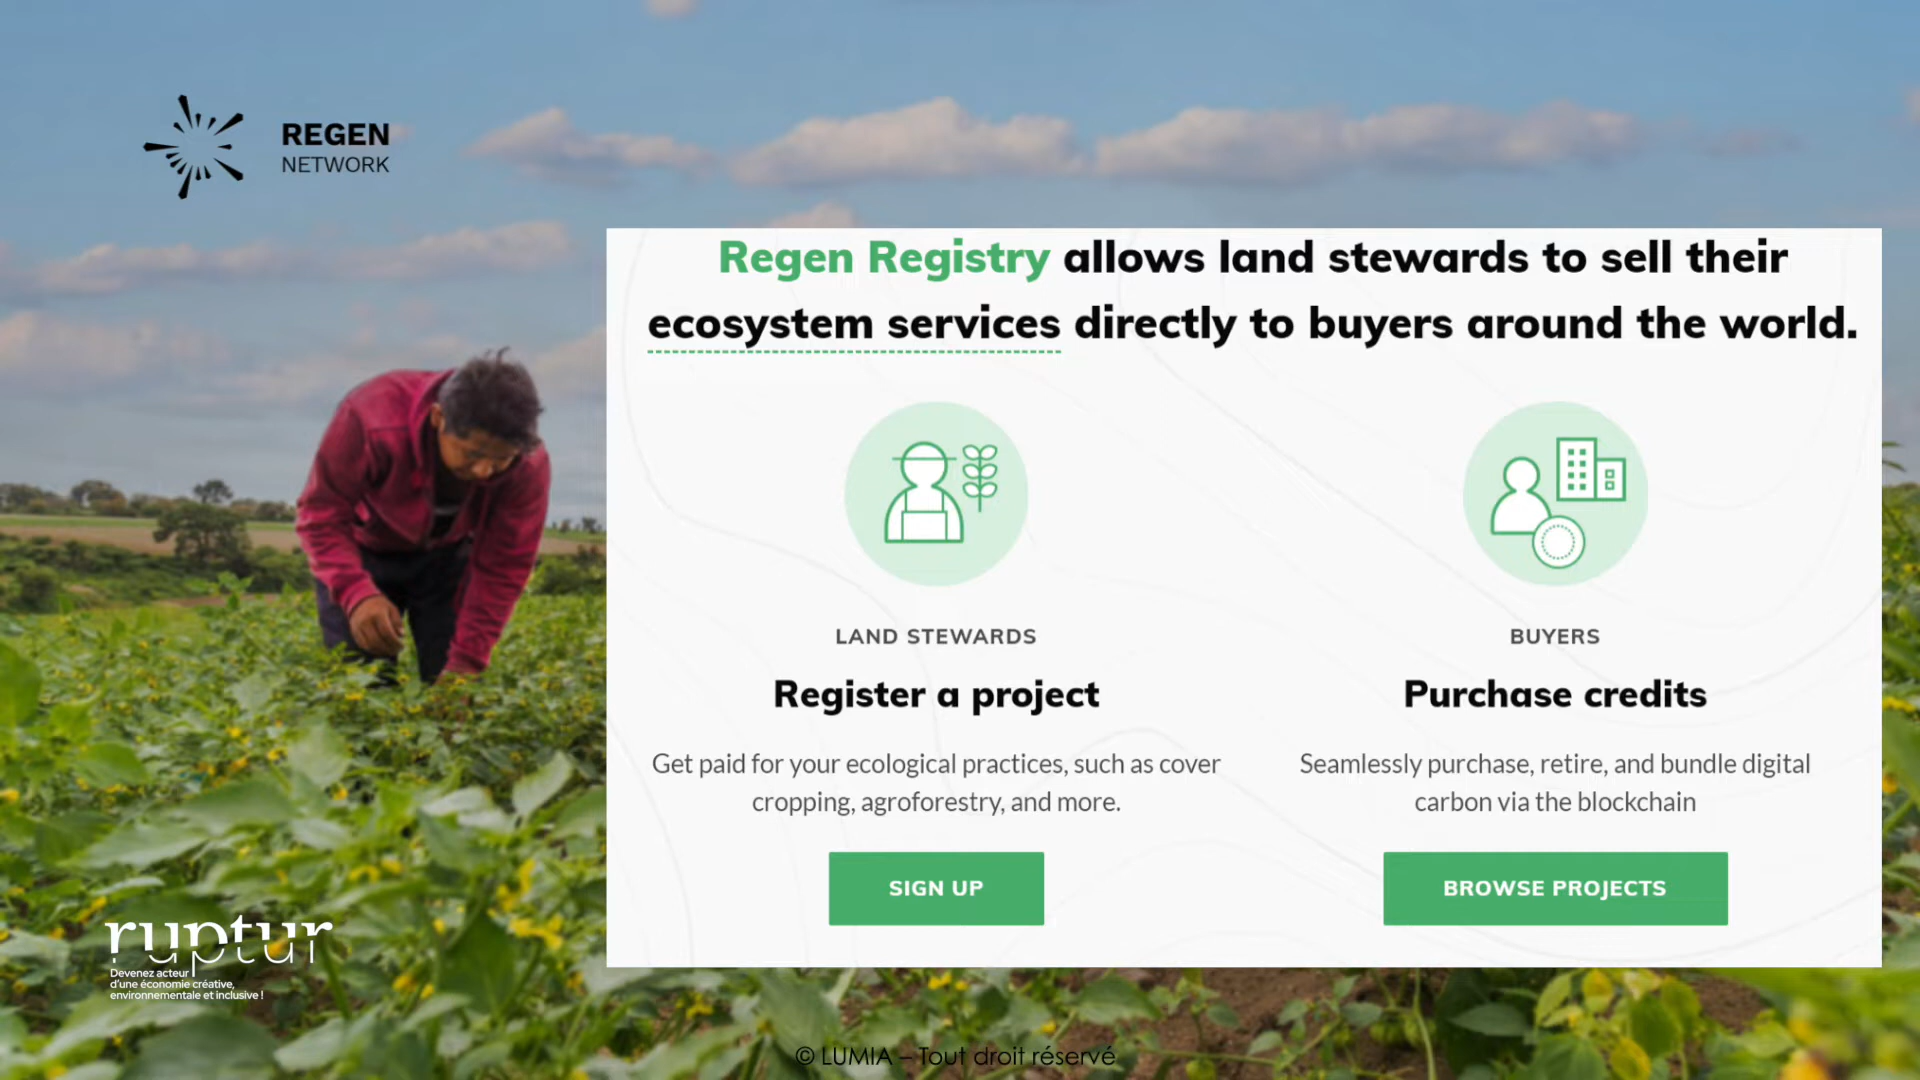 REGEN
NETWORK
Regen Registry allows land stewards to sell their
ecosystem services directly to buyers around the world.
LAND STEWARDS
Register a project
Get paid for your ecological practices, such as cover
cropping, agroforestry, and more.
SIGN UP
BUYERS
Purchase credits
Seamlessly purchase, retire, and bundle digital
carbon via the blockchain
BROWSE PROJECTS
ruptur
Devenez acteur
d'une économie créative,
environnementale et inclusive !
© LUMIA – Tout droit réservé